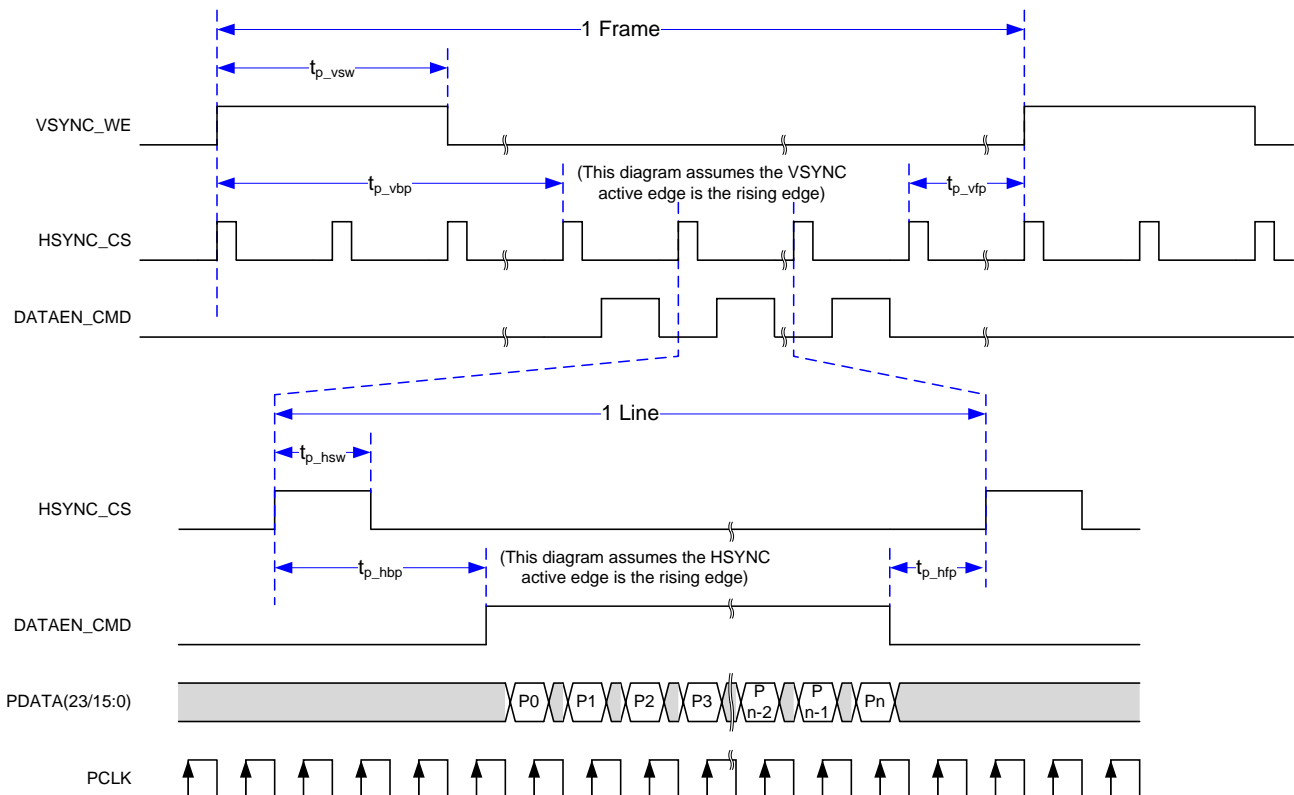 1 Frame
tp_vsw
VSYNC_WE
tp_vbp
(This diagram assumes the VSYNC
active edge is the rising edge)
tp_vfp
HSYNC_CS
DATAEN_CMD
1 Line
tp_hsw
HSYNC_CS
tp_hbp
(This diagram assumes the HSYNC
active edge is the rising edge)
tp_hfp
DATAEN_CMD
PDATA(23/15:0)
P0
P1
P2
P3
P
n-2
P
n-1
Pn
PCLK